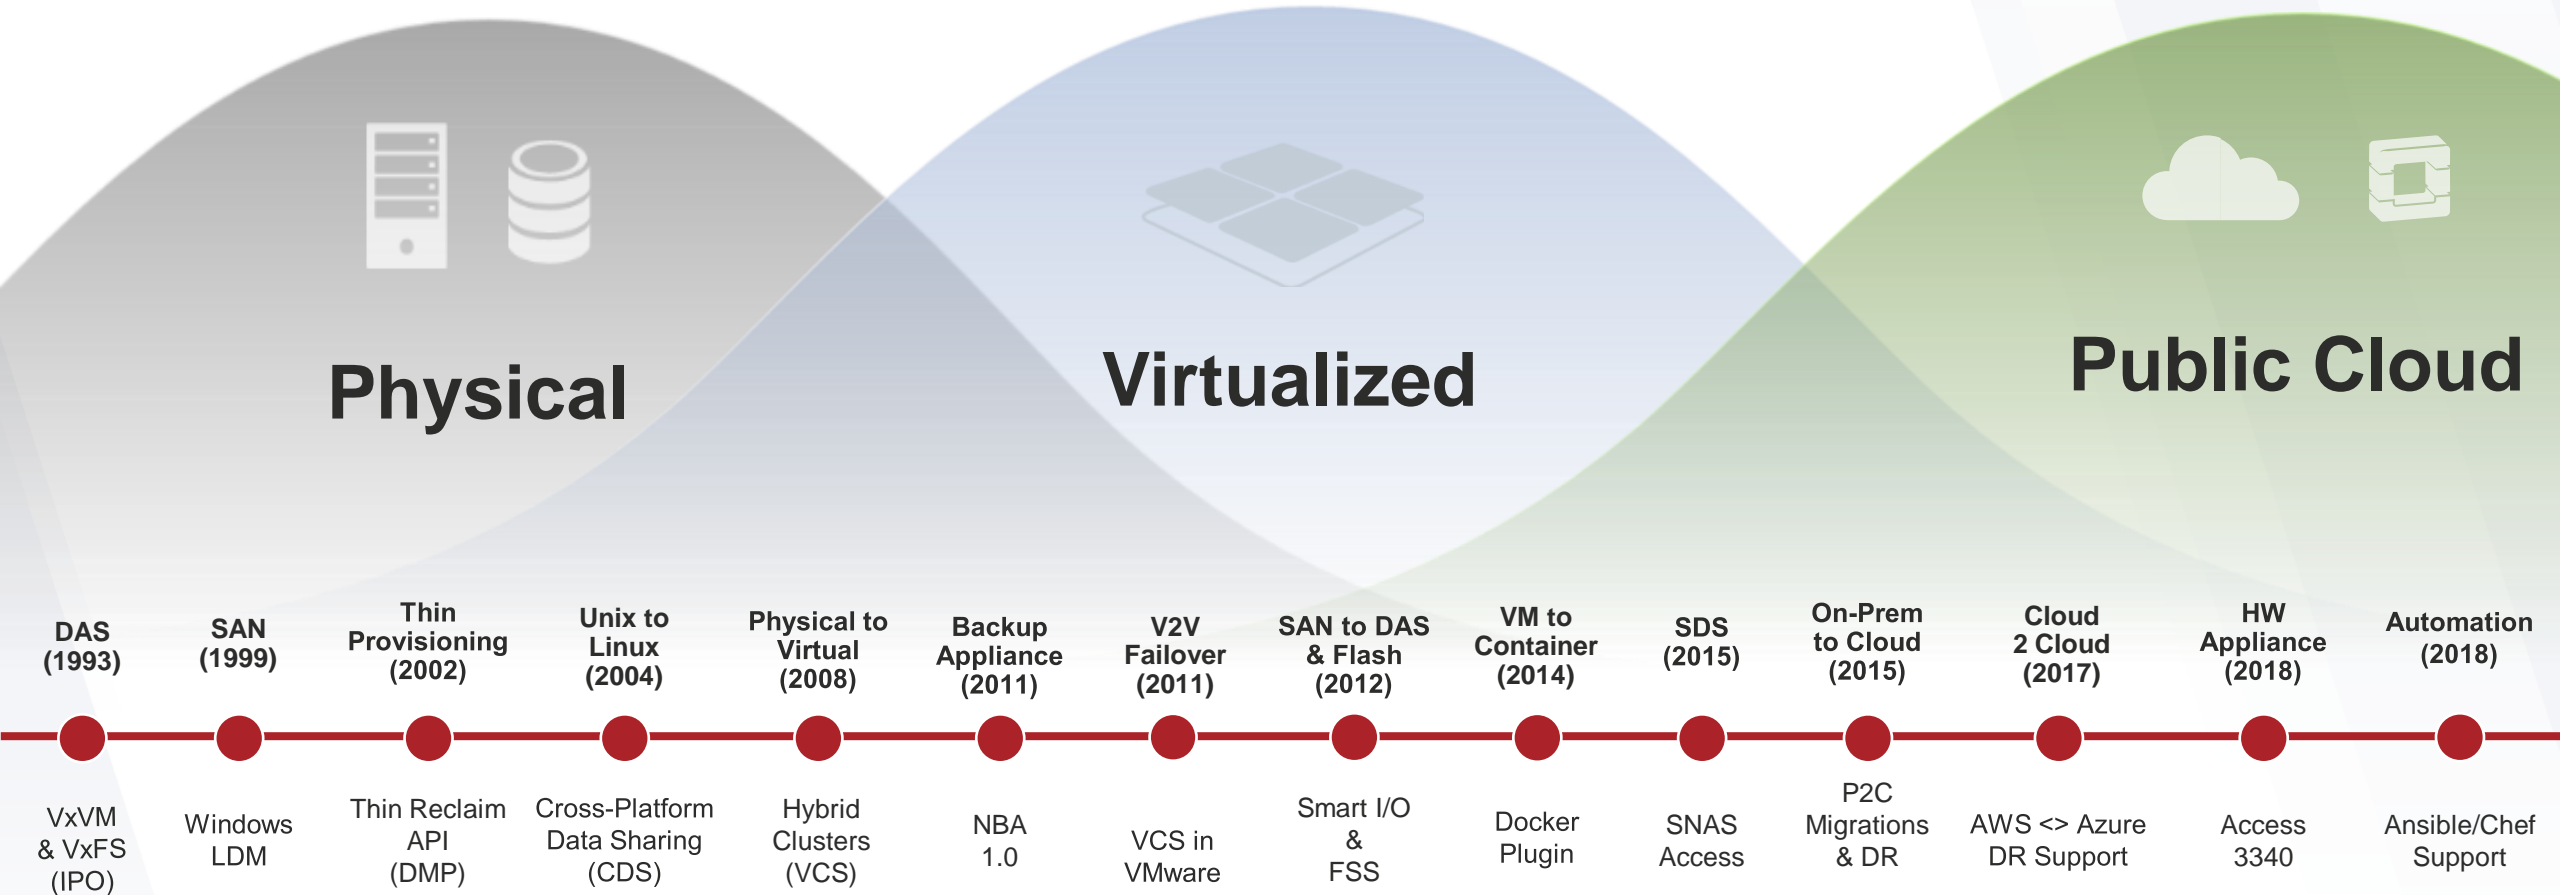 Physical
Virtualized
Public Cloud
DAS
(1993)
SAN
(1999)
Thin
Provisioning
(2002)
Unix to
Linux
(2004)
Physical to
Virtual
(2008)
Backup
Appliance
(2011)
V2V
Failover
(2011)
SAN to DAS
& Flash
(2012)
VM to
Container
(2014)
SDS
(2015)
On-Prem
to Cloud
(2015)
Cloud
2 Cloud
(2017)
HW
Appliance
(2018)
Automation
(2018)
VxVM
& VxFS
(IPO)
Windows
LDM
Thin Reclaim
API
(DMP)
Cross-Platform
Data Sharing
(CDS)
Hybrid
Clusters
(VCS)
NBA
1.0
VCS in
VMware
Smart I/O
&
FSS
Docker
Plugin
SNAS
Access
P2C
Migrations
& DR
AWS <> Azure
DR Support
Access
3340
Ansible/Chef
Support